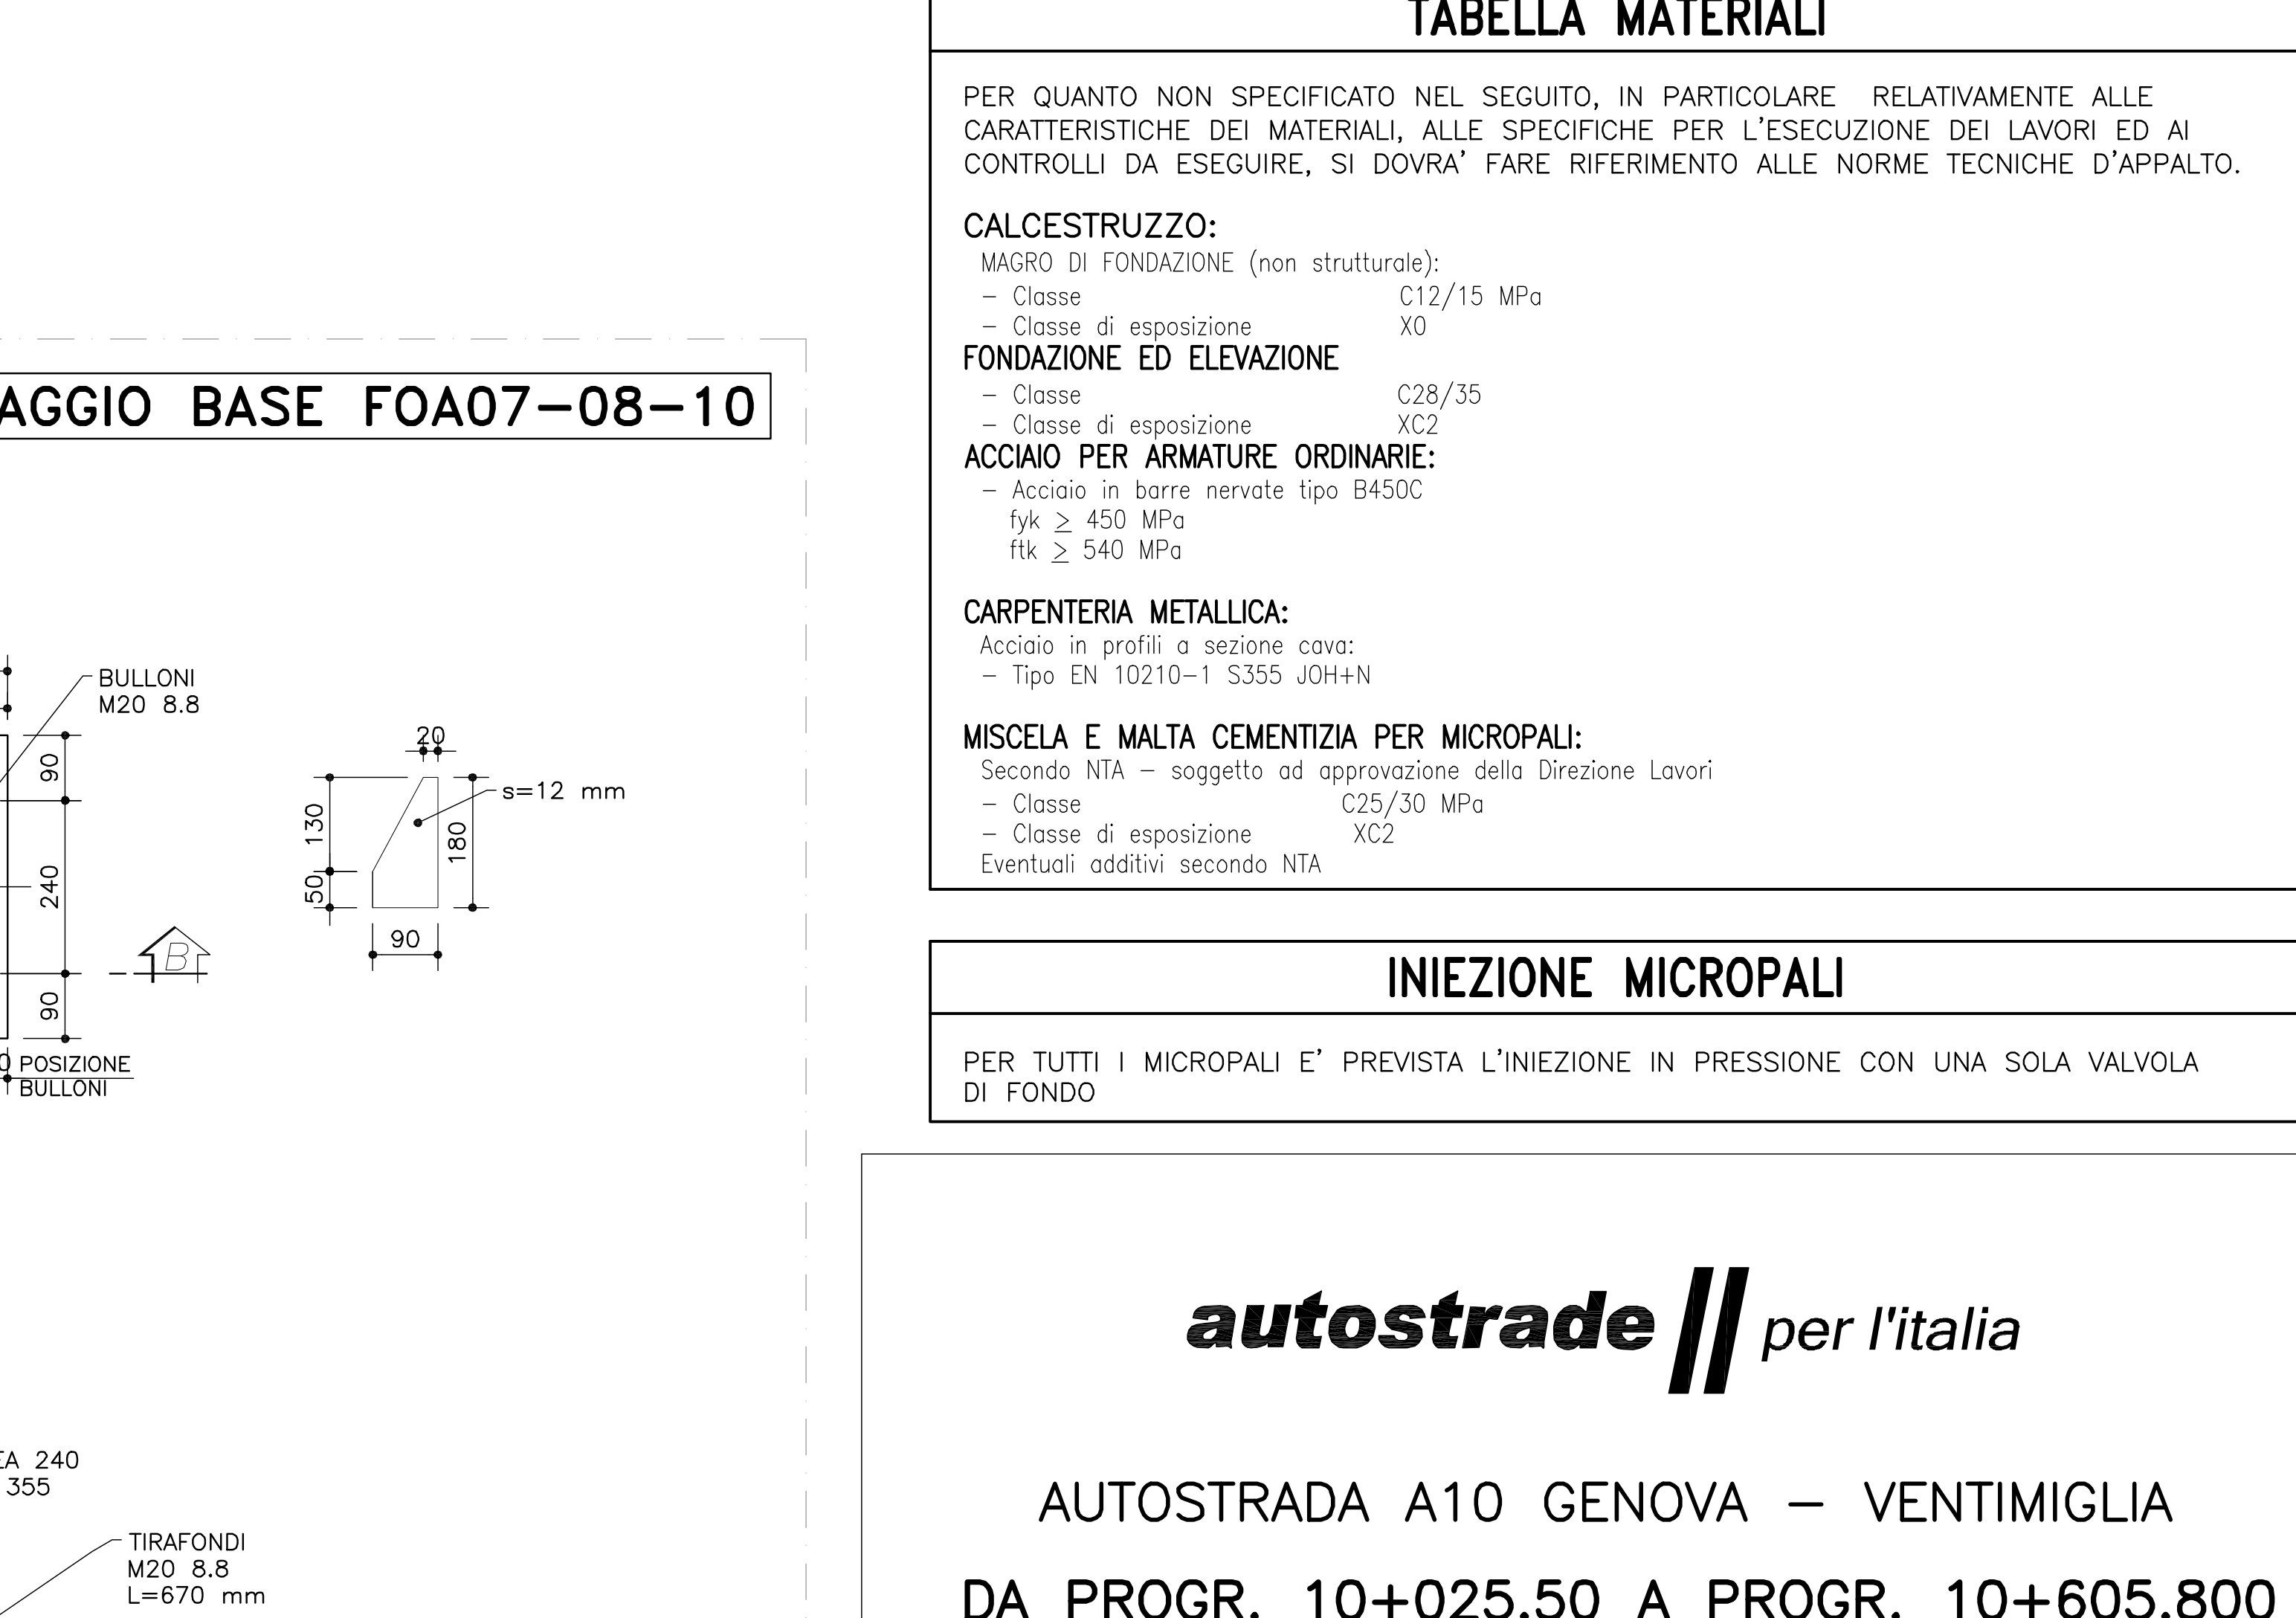 TABELLA MATERIALI
PER QUANTO NON SPECIFICATO NEL SEGUITO, IN PARTICOLARE RELATIVAMENTE ALLE
CARATTERISTICHE DEI MATERIALI, ALLE SPECIFICHE PER L'ESECUZIONE DEI LAVORI ED AI
CONTROLLI DA ESEGUIRE, SI DOVRA' FARE RIFERIMENTO ALLE NORME TECNICHE D'APPALTO.
CALCESTRUZZO:
MAGRO DI FONDAZIONE (non strutturale):
- Classe C12/15 MPa
- Classe di esposizione X0
FONDAZIONE ED ELEVAZIONE
- Classe C28/35
- Classe di esposizione XC2
ACCIAIO PER ARMATURE ORDINARIE:
- Acciaio in barre nervate tipo B450C
fyk ≥ 450 MPa
ftk ≥ 540 MPa
CARPENTERIA METALLICA:
Acciaio in profili a sezione cava:
- Tipo EN 10210-1 S355 JOH+N
MISCELA E MALTA CEMENTIZIA PER MICROPALI:
Secondo NTA - soggetto ad approvazione della Direzione Lavori
- Classe C25/30 MPa
- Classe di esposizione XC2
Eventuali additivi secondo NTA
INIEZIONE MICROPALI
PER TUTTI I MICROPALI E' PREVISTA L'INIEZIONE IN PRESSIONE CON UNA SOLA VALVOLA
DI FONDO
autostrade per l'italia
AUTOSTRADA A10 GENOVA - VENTIMIGLIA
DA PROGR. 10+025.50 A PROGR. 10+605.800
AGGIO BASE FOA07-08-10
BULLONI
M20 8.8
90
240
90
B
POSIZIONE
BULLONI
20
130
50
180
90
s=12 mm
EA 240
355
TIRAFONDI
M20 8.8
L=670 mm